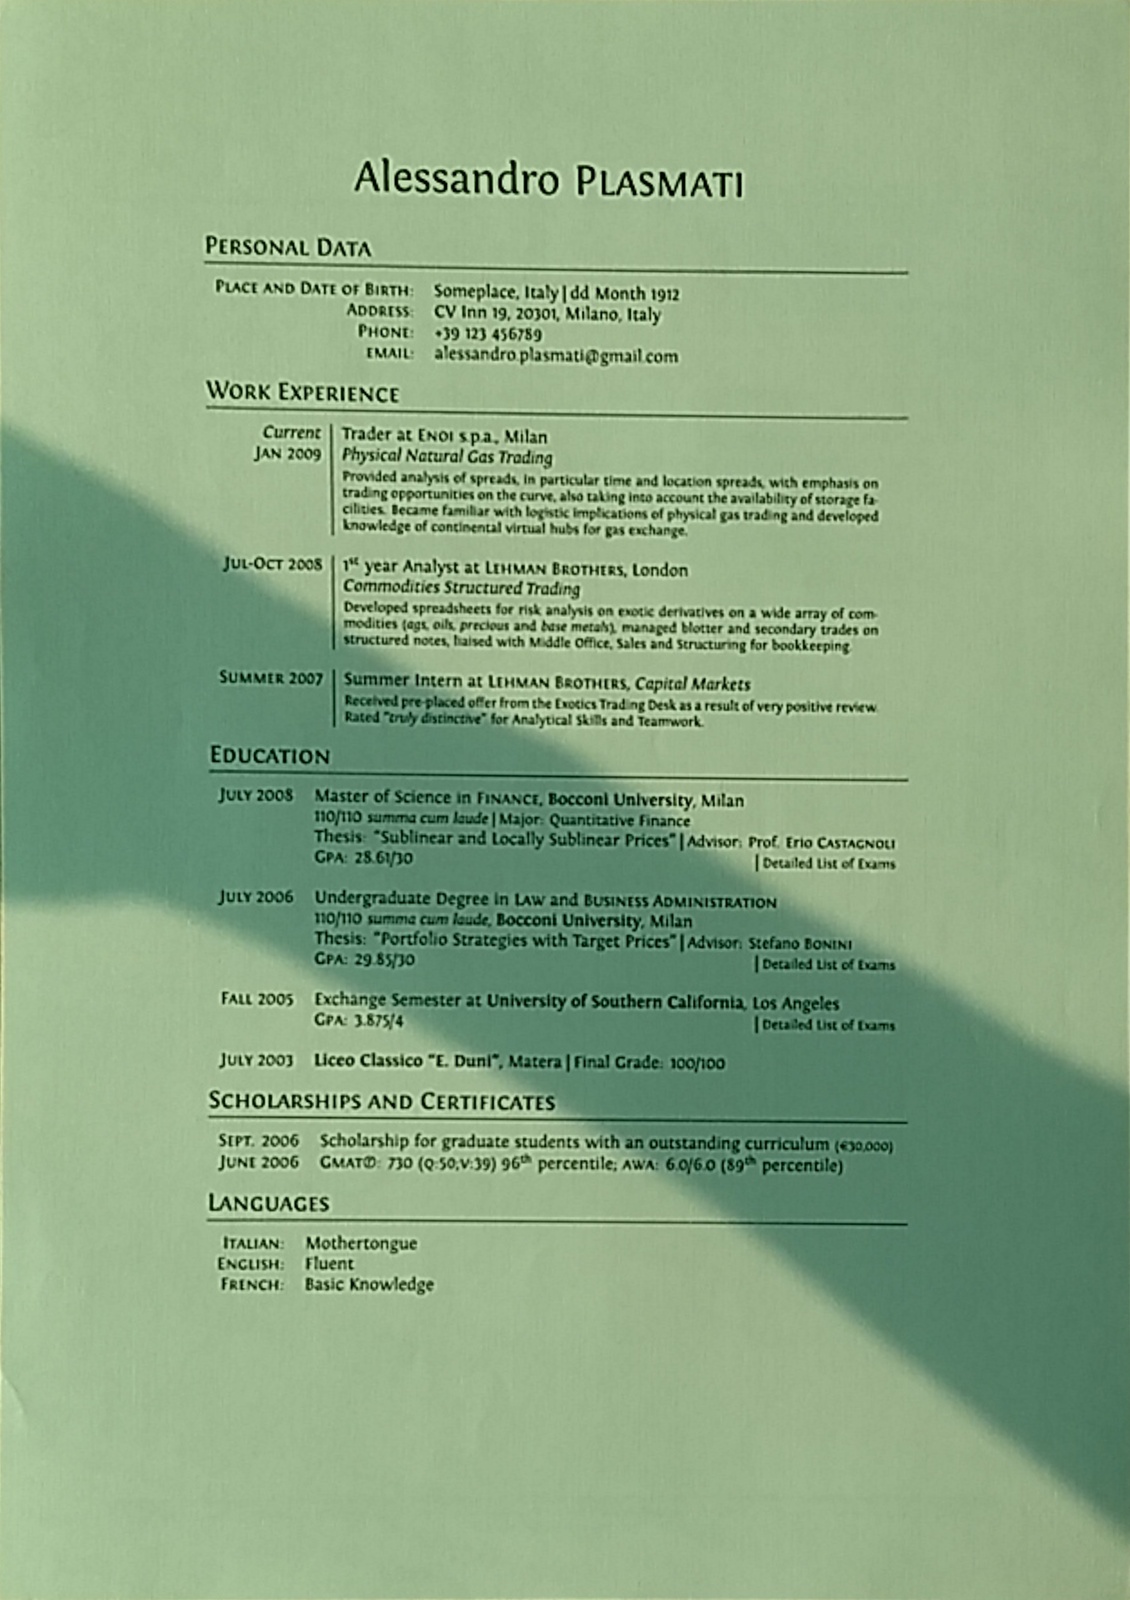 Alessandro PLASMATI
PERSONAL DATA
PLACE AND DATE OF BIRTH: Someplace, Italy | dd Month 1912
ADDRESS: CV Inn 19, 20301, Milano, Italy
PHONE: +39 123 456789
EMAIL: alessandro.plasmati@gmail.com
WORK EXPERIENCE
Current Trader at ENOI s.p.a., Milan
JAN 2009 Physical Natural Gas Trading
Provided analysis of spreads, in particular time and location spreads, with emphasis on
trading opportunities on the curve, also taking into account the availability of storage fa-
cilities. Became familiar with logistic implications of physical gas trading and developed
knowledge of continental virtual hubs for gas exchange.
JUL-OCT 2008 1st year Analyst at LEHMAN BROTHERS, London
Commodities Structured Trading
Developed spreadsheets for risk analysis on exotic derivatives on a wide array of com-
modities (ags, oils, precious and base metals), managed blotter and secondary trades on
structured notes, liaised with Middle Office, Sales and Structuring for bookkeeping.
SUMMER 2007 Summer Intern at LEHMAN BROTHERS, Capital Markets
Received pre-placed offer from the Exotics Trading Desk as a result of very positive review.
Rated "truly distinctive" for Analytical Skills and Teamwork.
EDUCATION
JULY 2008 Master of Science in FINANCE, Bocconi University, Milan
110/110 summa cum laude | Major: Quantitative Finance
Thesis: "Sublinear and Locally Sublinear Prices" | Advisor: Prof. Erio CASTAGNOLI
GPA: 28.61/30 | Detailed List of Exams
JULY 2006 Undergraduate Degree in LAW and BUSINESS ADMINISTRATION
110/110 summa cum laude, Bocconi University, Milan
Thesis: "Portfolio Strategies with Target Prices" | Advisor: Stefano BONINI
GPA: 29.85/30 | Detailed List of Exams
FALL 2005 Exchange Semester at University of Southern California, Los Angeles
GPA: 3.875/4 | Detailed List of Exams
JULY 2003 Liceo Classico "E. Duni", Matera | Final Grade: 100/100
SCHOLARSHIPS AND CERTIFICATES
SEPT. 2006 Scholarship for graduate students with an outstanding curriculum (€30,000)
JUNE 2006 GMAT®: 730 (Q:50;V:39) 96th percentile; AWA: 6.0/6.0 (89th percentile)
LANGUAGES
ITALIAN: Mothertongue
ENGLISH: Fluent
FRENCH: Basic Knowledge